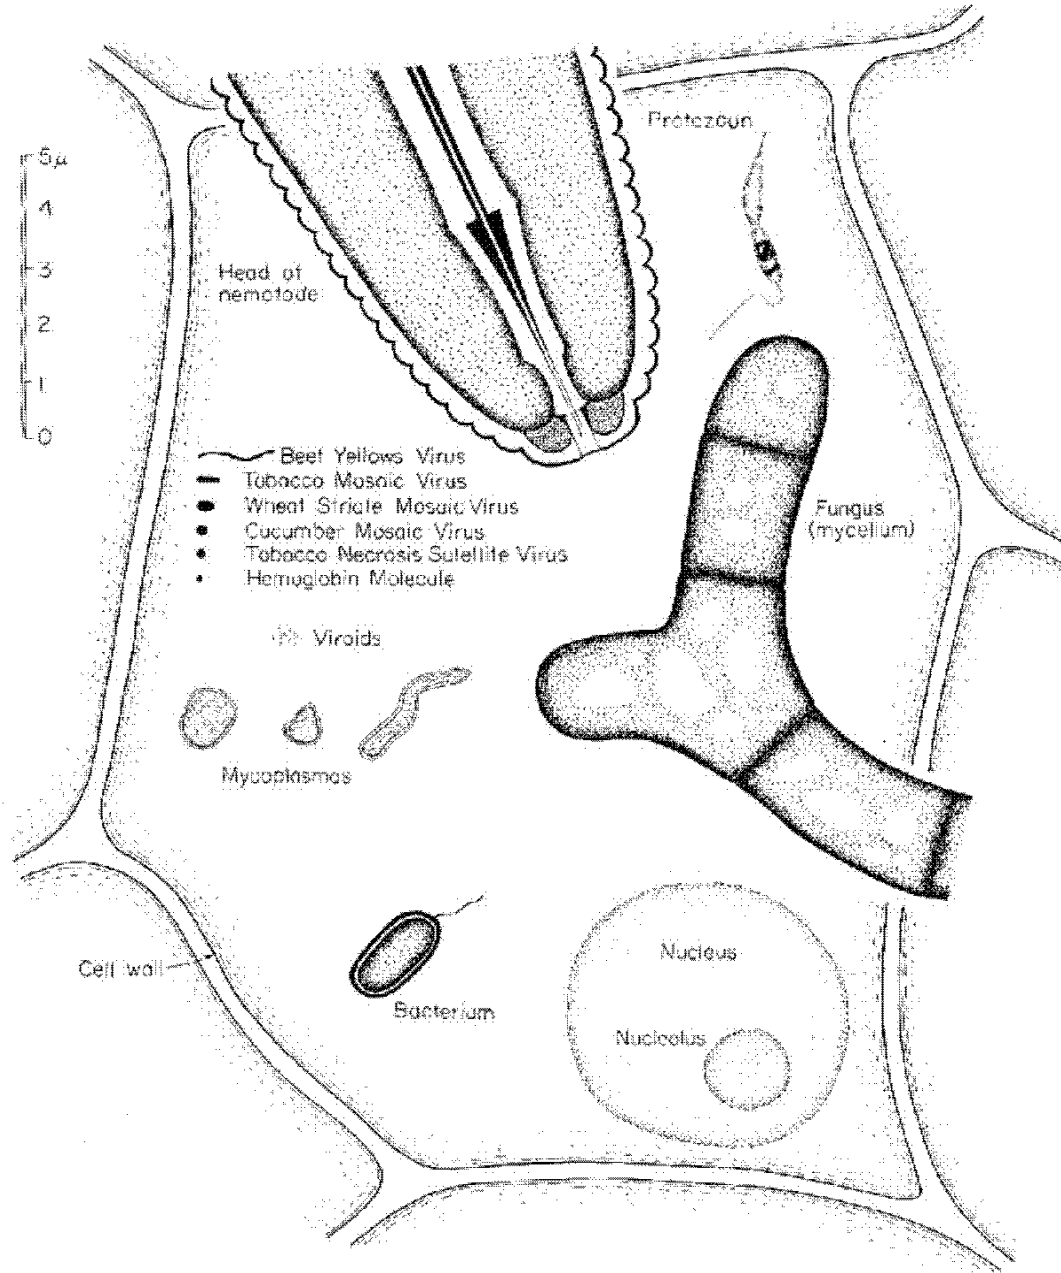 Protozoun
5μ
4
3
2
1
0
Head of
nematode
Beet Yellows Virus
Tobacco Mosaic Virus
Wheat Striate Mosaic Virus
Cucumber Mosaic Virus
Tobacco Necrosis Satellite Virus
Hemoglobin Molecule
Fungus
(mycelium)
Viroids
Mycoplasmas
Nucleus
Cell wall
Bacterium
Nucleolus